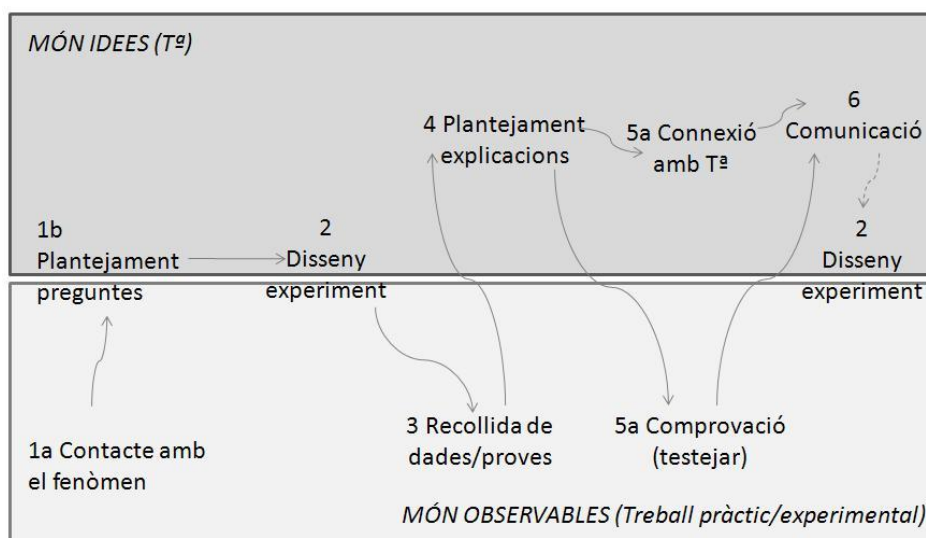 MÓN IDEES (Tª)
6
Comunicació
4 Plantejament
explicacions
5a Connexió
amb Tª
1b
Plantejament
preguntes
2
Disseny
experiment
2
Disseny
experiment
1a Contacte amb
el fenòmen
3 Recollida de
dades/proves
5a Comprovació
(testejar)
MÓN OBSERVABLES (Treball pràctic/experimental)